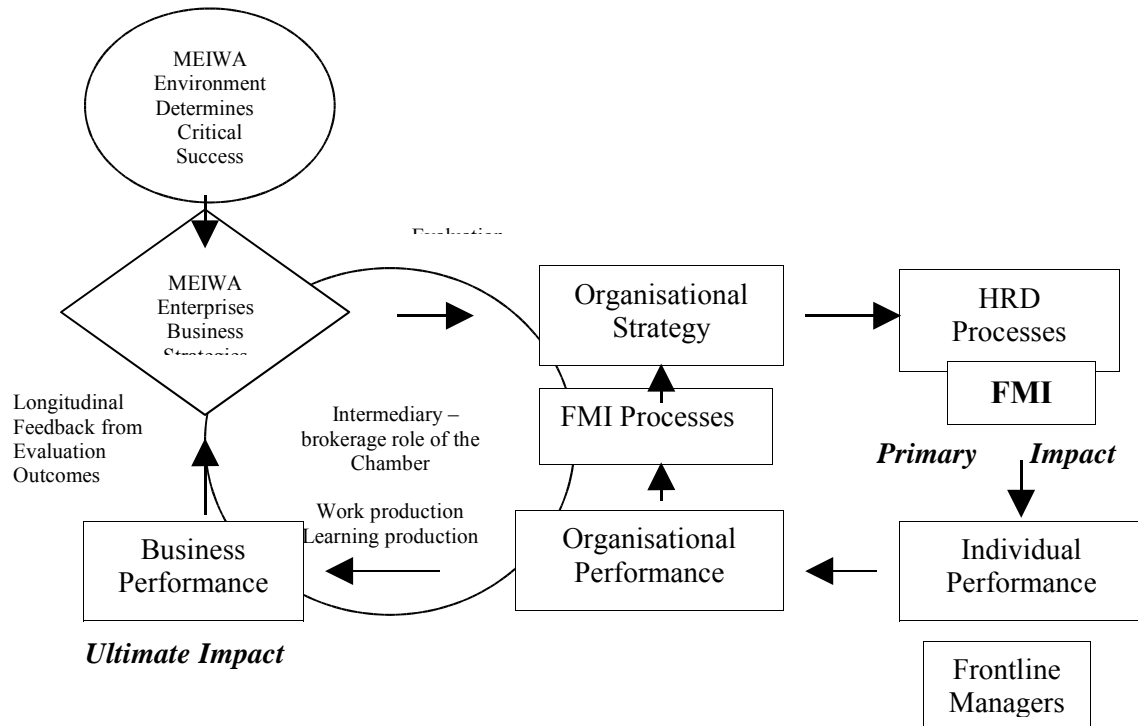 MEIWA
Environment
Determines
Critical
Success
Evaluation
MEIWA
Enterprises
Business
Strategies
Organisational
Strategy
HRD
Processes
FMI
FMI Processes
Longitudinal
Feedback from
Evaluation
Outcomes
Intermediary –
brokerage role of the
Chamber
Work production
Learning production
Primary Impact
Business
Performance
Organisational
Performance
Individual
Performance
Ultimate Impact
Frontline
Managers